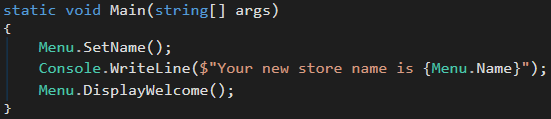 static void Main(string[] args)
{
    Menu.SetName();
    Console.WriteLine($"Your new store name is {Menu.Name}");
    Menu.DisplayWelcome();
}